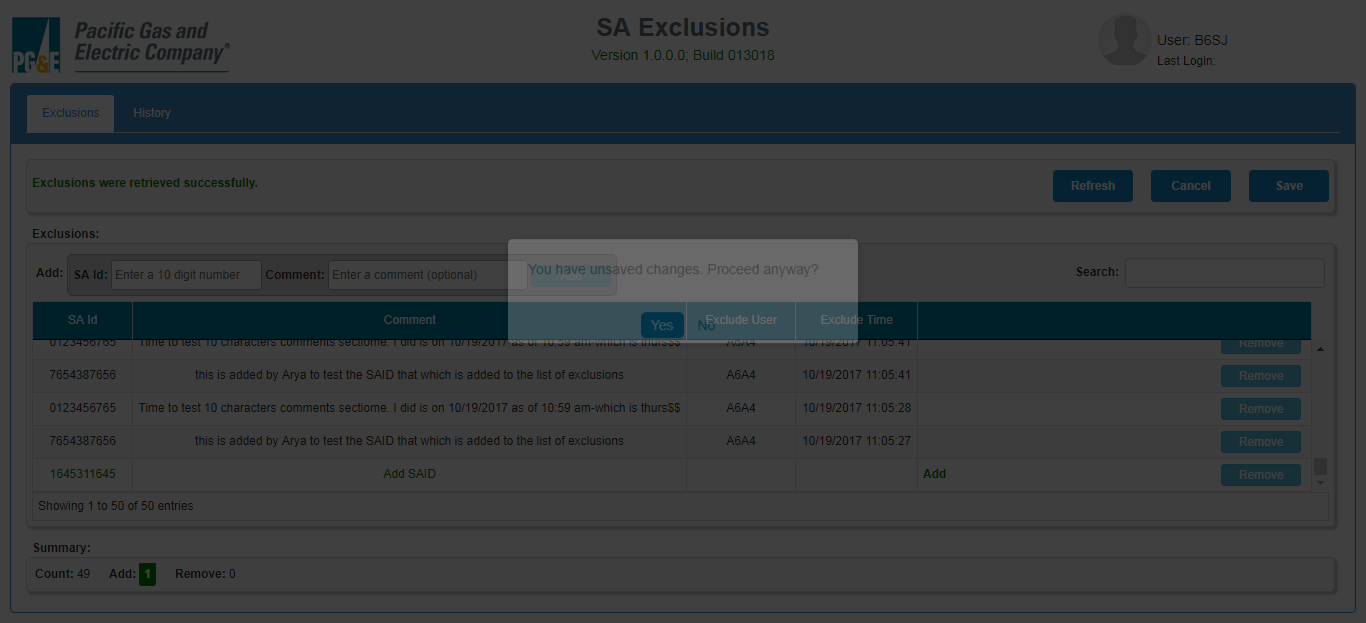 PG&E
Pacific Gas and
Electric Company®
SA Exclusions
Version 1.0.0.0; Build 013018
User: B6SJ
Last Login:
Exclusions History
Exclusions were retrieved successfully.
Refresh Cancel Save
Exclusions:
Add: SA Id: Enter a 10 digit number Comment: Enter a comment (optional) Search:
You have unsaved changes. Proceed anyway?
Yes No
SA Id Comment Exclude User Exclude Time
0123456765 Time to test 10 characters comments sectiome. I did is on 10/19/2017 as of 10:59 am-which is thurs$$ A6A4 10/19/2017 11:05:41 Remove
7654387656 this is added by Arya to test the SAID that which is added to the list of exclusions A6A4 10/19/2017 11:05:41 Remove
0123456765 Time to test 10 characters comments sectiome. I did is on 10/19/2017 as of 10:59 am-which is thurs$$ A6A4 10/19/2017 11:05:28 Remove
7654387656 this is added by Arya to test the SAID that which is added to the list of exclusions A6A4 10/19/2017 11:05:27 Remove
1645311645 Add SAID Add Remove
Showing 1 to 50 of 50 entries
Summary:
Count: 49 Add: 1 Remove: 0